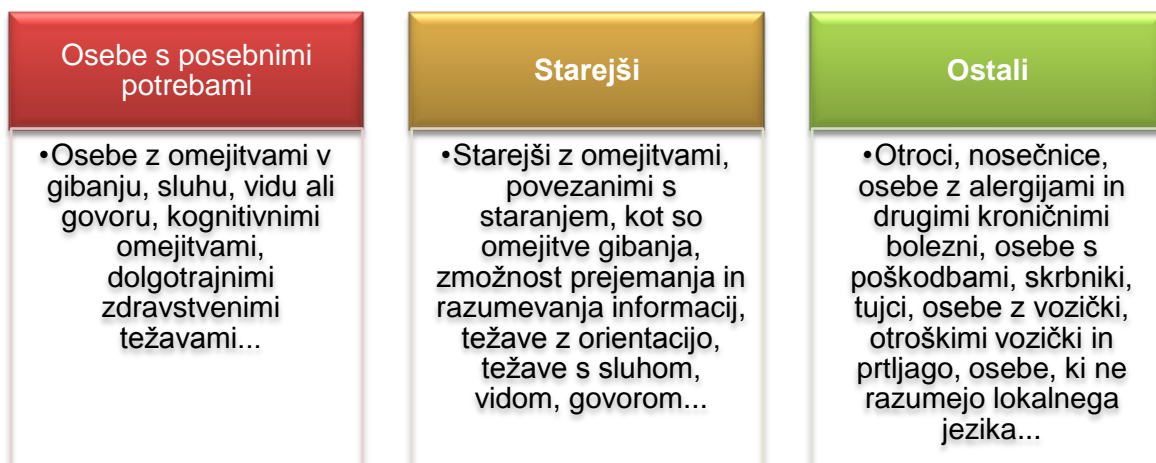 Osebe s posebnimi
potrebami
•Osebe z omejitvami v
gibanju, sluhu, vidu ali
govoru, kognitivnimi
omejitvami,
dolgotrajnimi
zdravstvenimi
težavami...
Starejši
•Starejši z omejitvami,
povezanimi s
staranjem, kot so
omejitve gibanja,
zmožnost prejemanja in
razumevanja informacij,
težave z orientacijo,
težave s sluhom,
vidom, govorom...
Ostali
•Otroci, nosečnice,
osebe z alergijami in
drugimi kroničnimi
bolezni, osebe s
poškodbami, skrbniki,
tujci, osebe z vozički,
otroškimi vozički in
prtljago, osebe, ki ne
razumejo lokalnega
jezika...